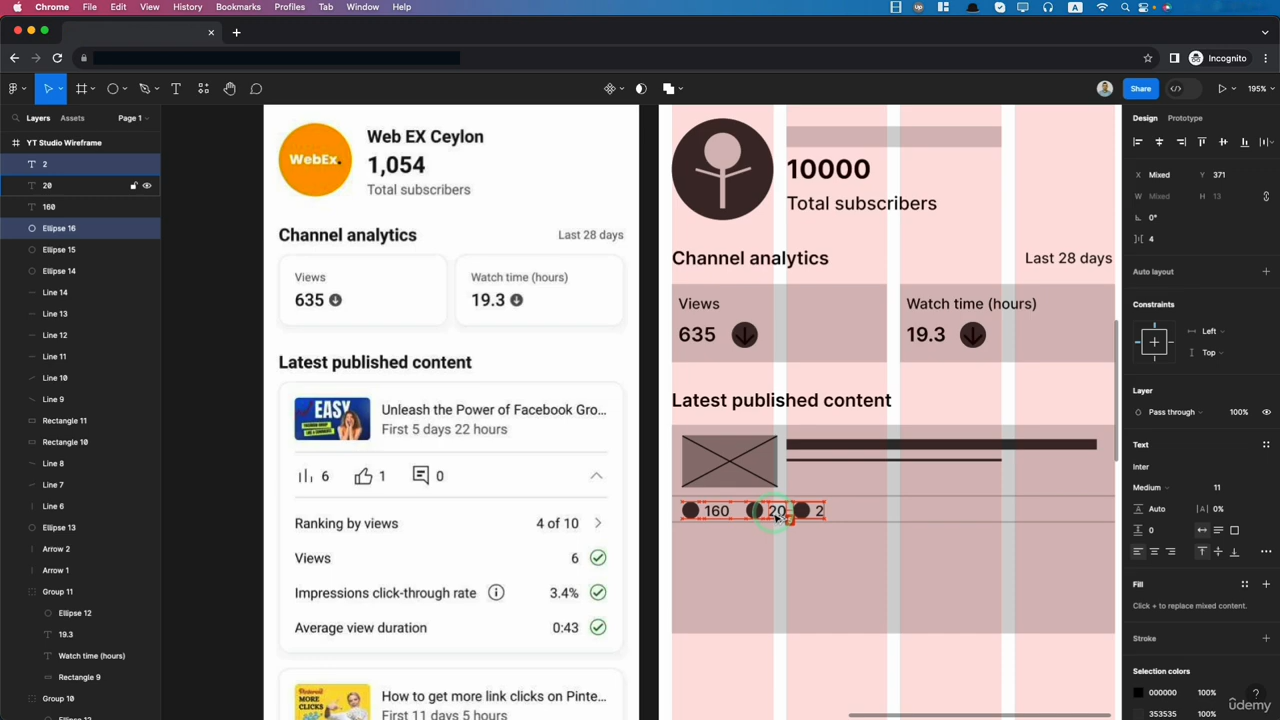 Chrome File Edit View History Bookmarks Profiles Tab Window Help
Incognito
Share
195%
Layers Assets Page 1
YT Studio Wireframe
2
20
160
Ellipse 16
Ellipse 15
Ellipse 14
Line 14
Line 13
Line 12
Line 11
Line 10
Line 9
Rectangle 11
Rectangle 10
Line 8
Line 7
Line 6
Ellipse 13
Arrow 2
Arrow 1
Group 11
Ellipse 12
19.3
Watch time (hours)
Rectangle 9
Group 10
WebEx.
Web EX Ceylon
1,054
Total subscribers
Channel analytics
Last 28 days
Views
635
Watch time (hours)
19.3
Latest published content
EASY
Unleash the Power of Facebook Gro...
First 5 days 22 hours
6 1 0
Ranking by views 4 of 10
Views 6
Impressions click-through rate 3.4%
Average view duration 0:43
Pinterest
MORE
CLICKS
How to get more link clicks on Pinte...
First 11 days 5 hours
10000
Total subscribers
Channel analytics
Last 28 days
Views
635
Watch time (hours)
19.3
Latest published content
160 20 2
Design Prototype
X Mixed Y 371
W Mixed H 13
0°
4
Auto layout
Constraints
Left
Top
Layer
Pass through 100%
Text
Inter
Medium 11
Auto 0%
0
Fill
Click + to replace mixed content.
Stroke
Selection colors
000000 100%
353535 100%
?
ûdemy